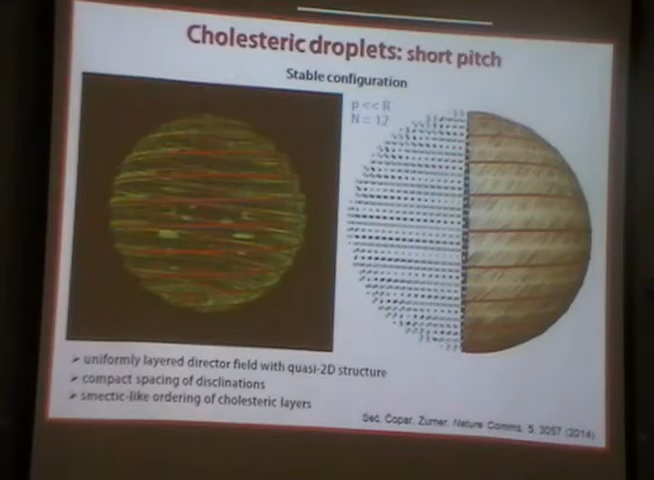 Cholesteric droplets: short pitch
Stable configuration
p << R
N = 12
➤ uniformly layered director field with quasi-2D structure
➤ compact spacing of disclinations
➤ smectic-like ordering of cholesteric layers
Seč, Čopar, Žumer, Nature Comms. 5, 3057 (2014)